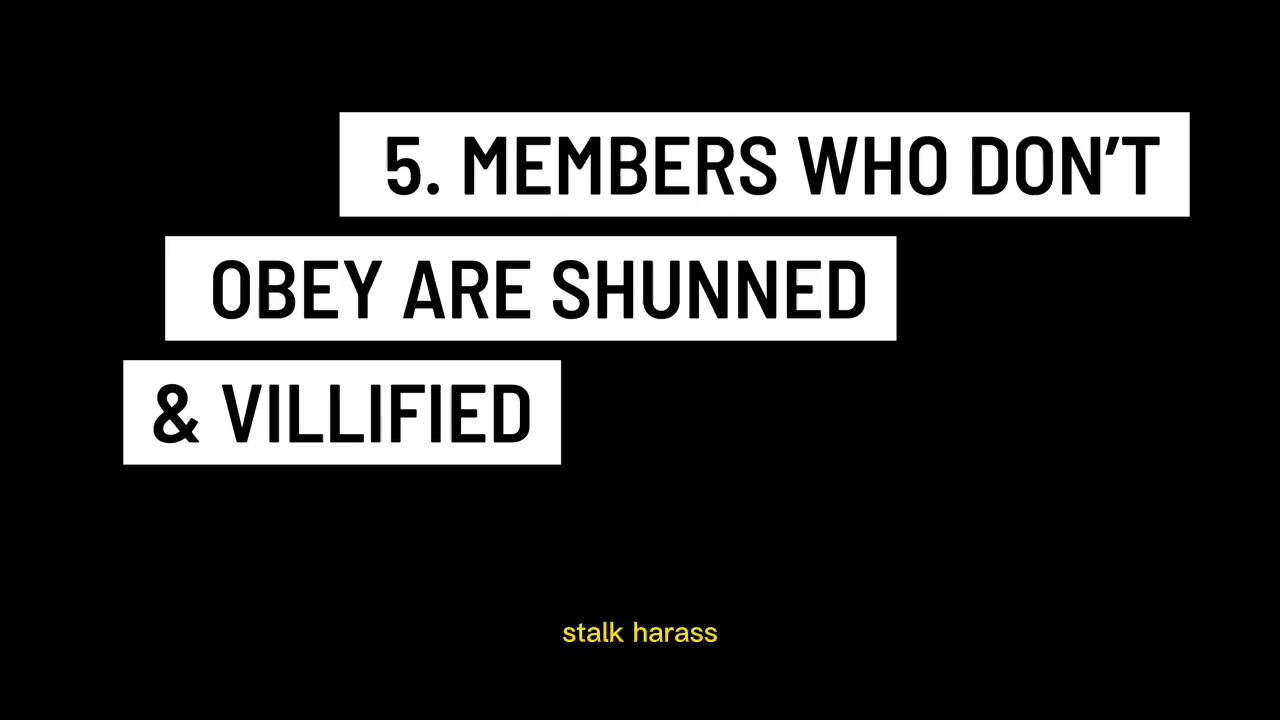 5. MEMBERS WHO DON’T
OBEY ARE SHUNNED
& VILLIFIED
stalk harass